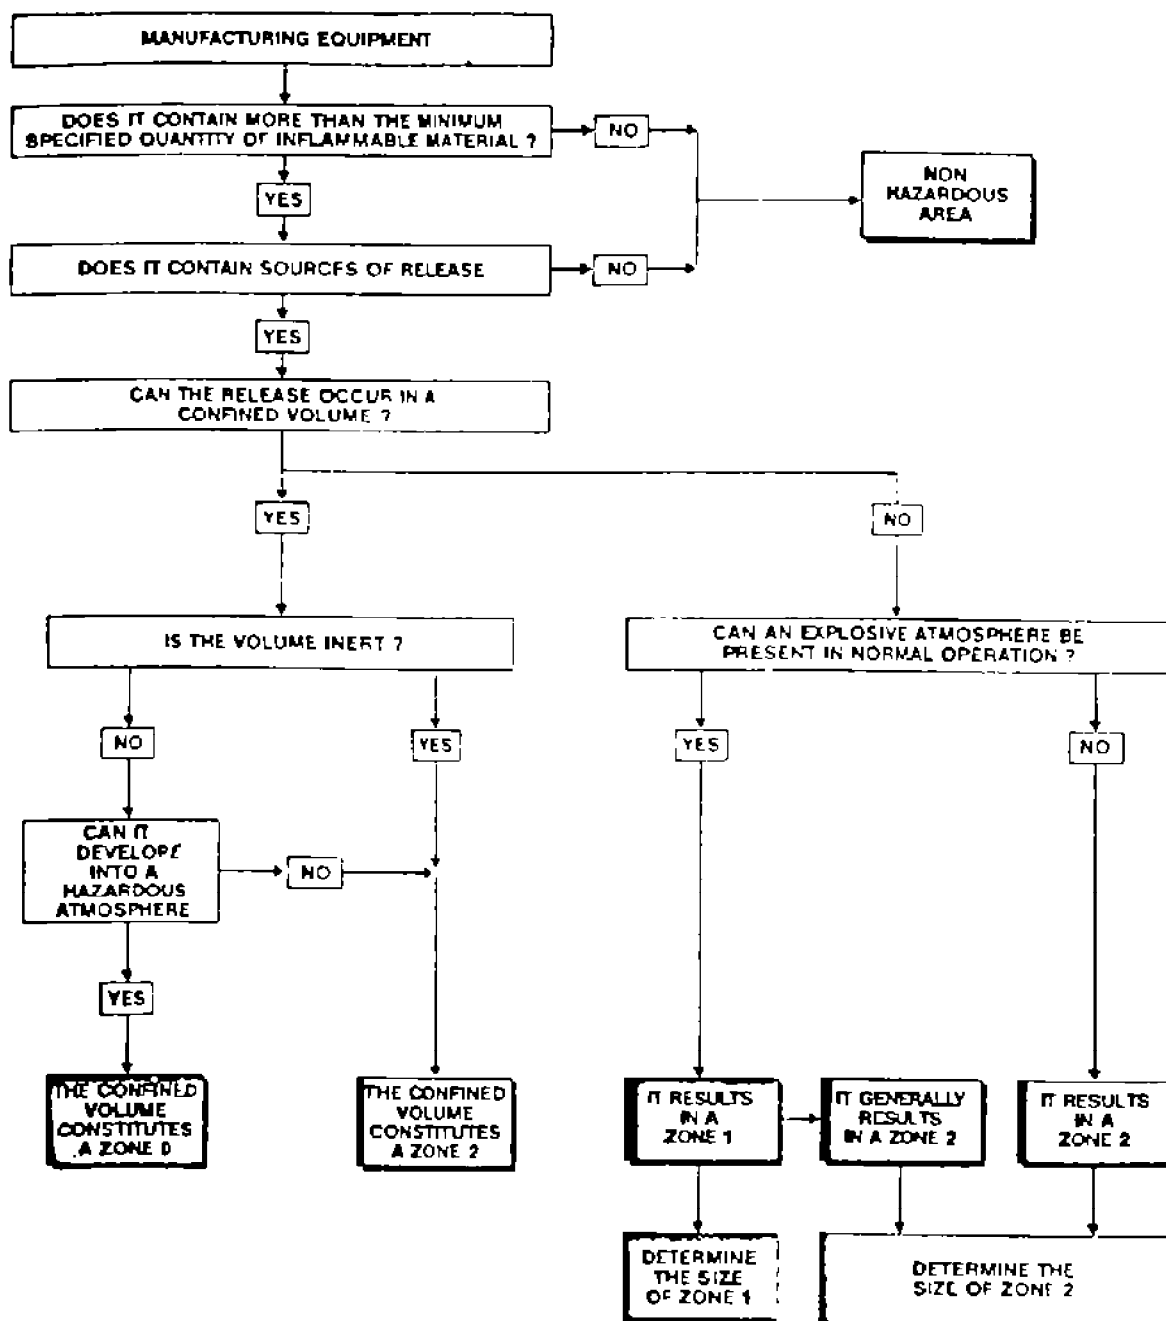 MANUFACTURING EQUIPMENT
DOES IT CONTAIN MORE THAN THE MINIMUM
SPECIFIED QUANTITY OF INFLAMMABLE MATERIAL ?
NO
YES
NON
HAZARDOUS
AREA
DOES IT CONTAIN SOURCES OF RELEASE
NO
YES
CAN THE RELEASE OCCUR IN A
CONFINED VOLUME ?
YES
NO
IS THE VOLUME INERT ?
CAN AN EXPLOSIVE ATMOSPHERE BE
PRESENT IN NORMAL OPERATION ?
NO
YES
YES
NO
CAN IT
DEVELOPE
INTO A
HAZARDOUS
ATMOSPHERE
NO
YES
THE CONFINED
VOLUME
CONSTITUTES
A ZONE 0
THE CONFINED
VOLUME
CONSTITUTES
A ZONE 2
IT RESULTS
IN A
ZONE 1
IT GENERALLY
RESULTS
IN A ZONE 2
IT RESULTS
IN A
ZONE 2
DETERMINE
THE SIZE
OF ZONE 1
DETERMINE THE
SIZE OF ZONE 2